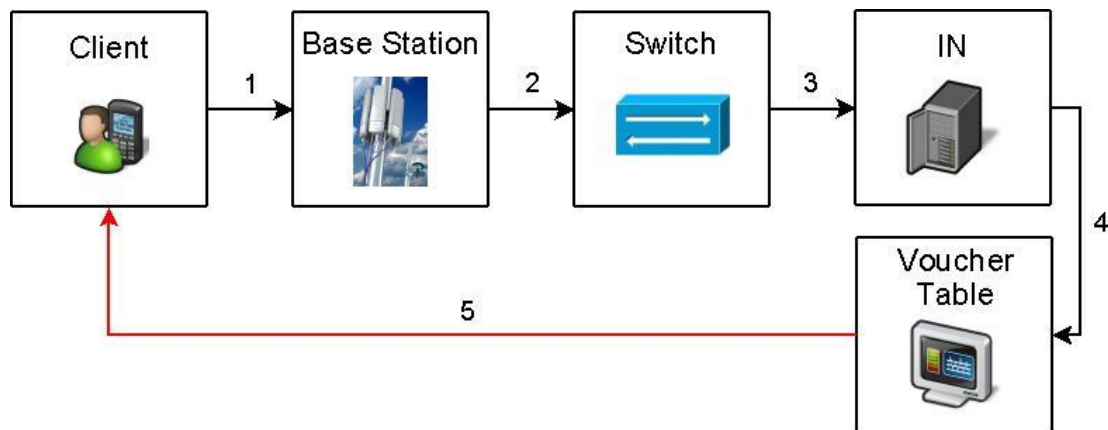 Client
1
Base Station
2
Switch
3
IN
4
Voucher
Table
5